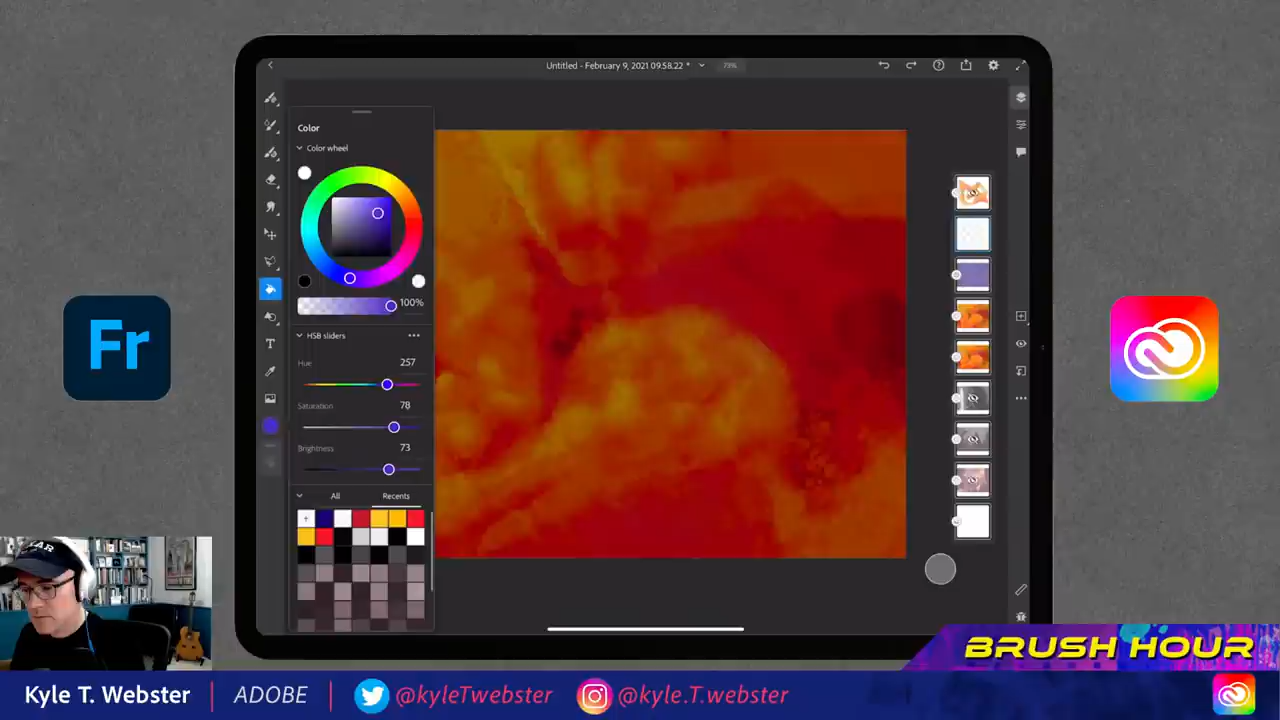 Untitled - February 9, 2021 09.58.22 *
73%
Color
Color wheel
100%
HSB sliders
Hue
257
Saturation
78
Brightness
73
All
Recents
T
Fr
BRUSH HOUR
Kyle T. Webster
ADOBE
@kyleTwebster
@kyle.T.webster